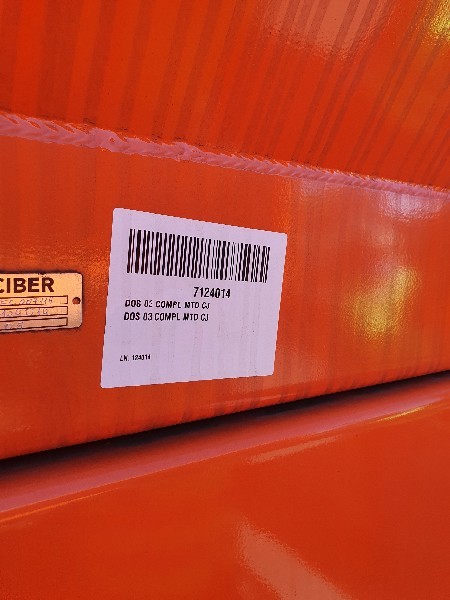 CIBER
7124014
DOS 03 COMPL MTD CJ
DOS 03 COMPL MTD CJ
LN. 124014